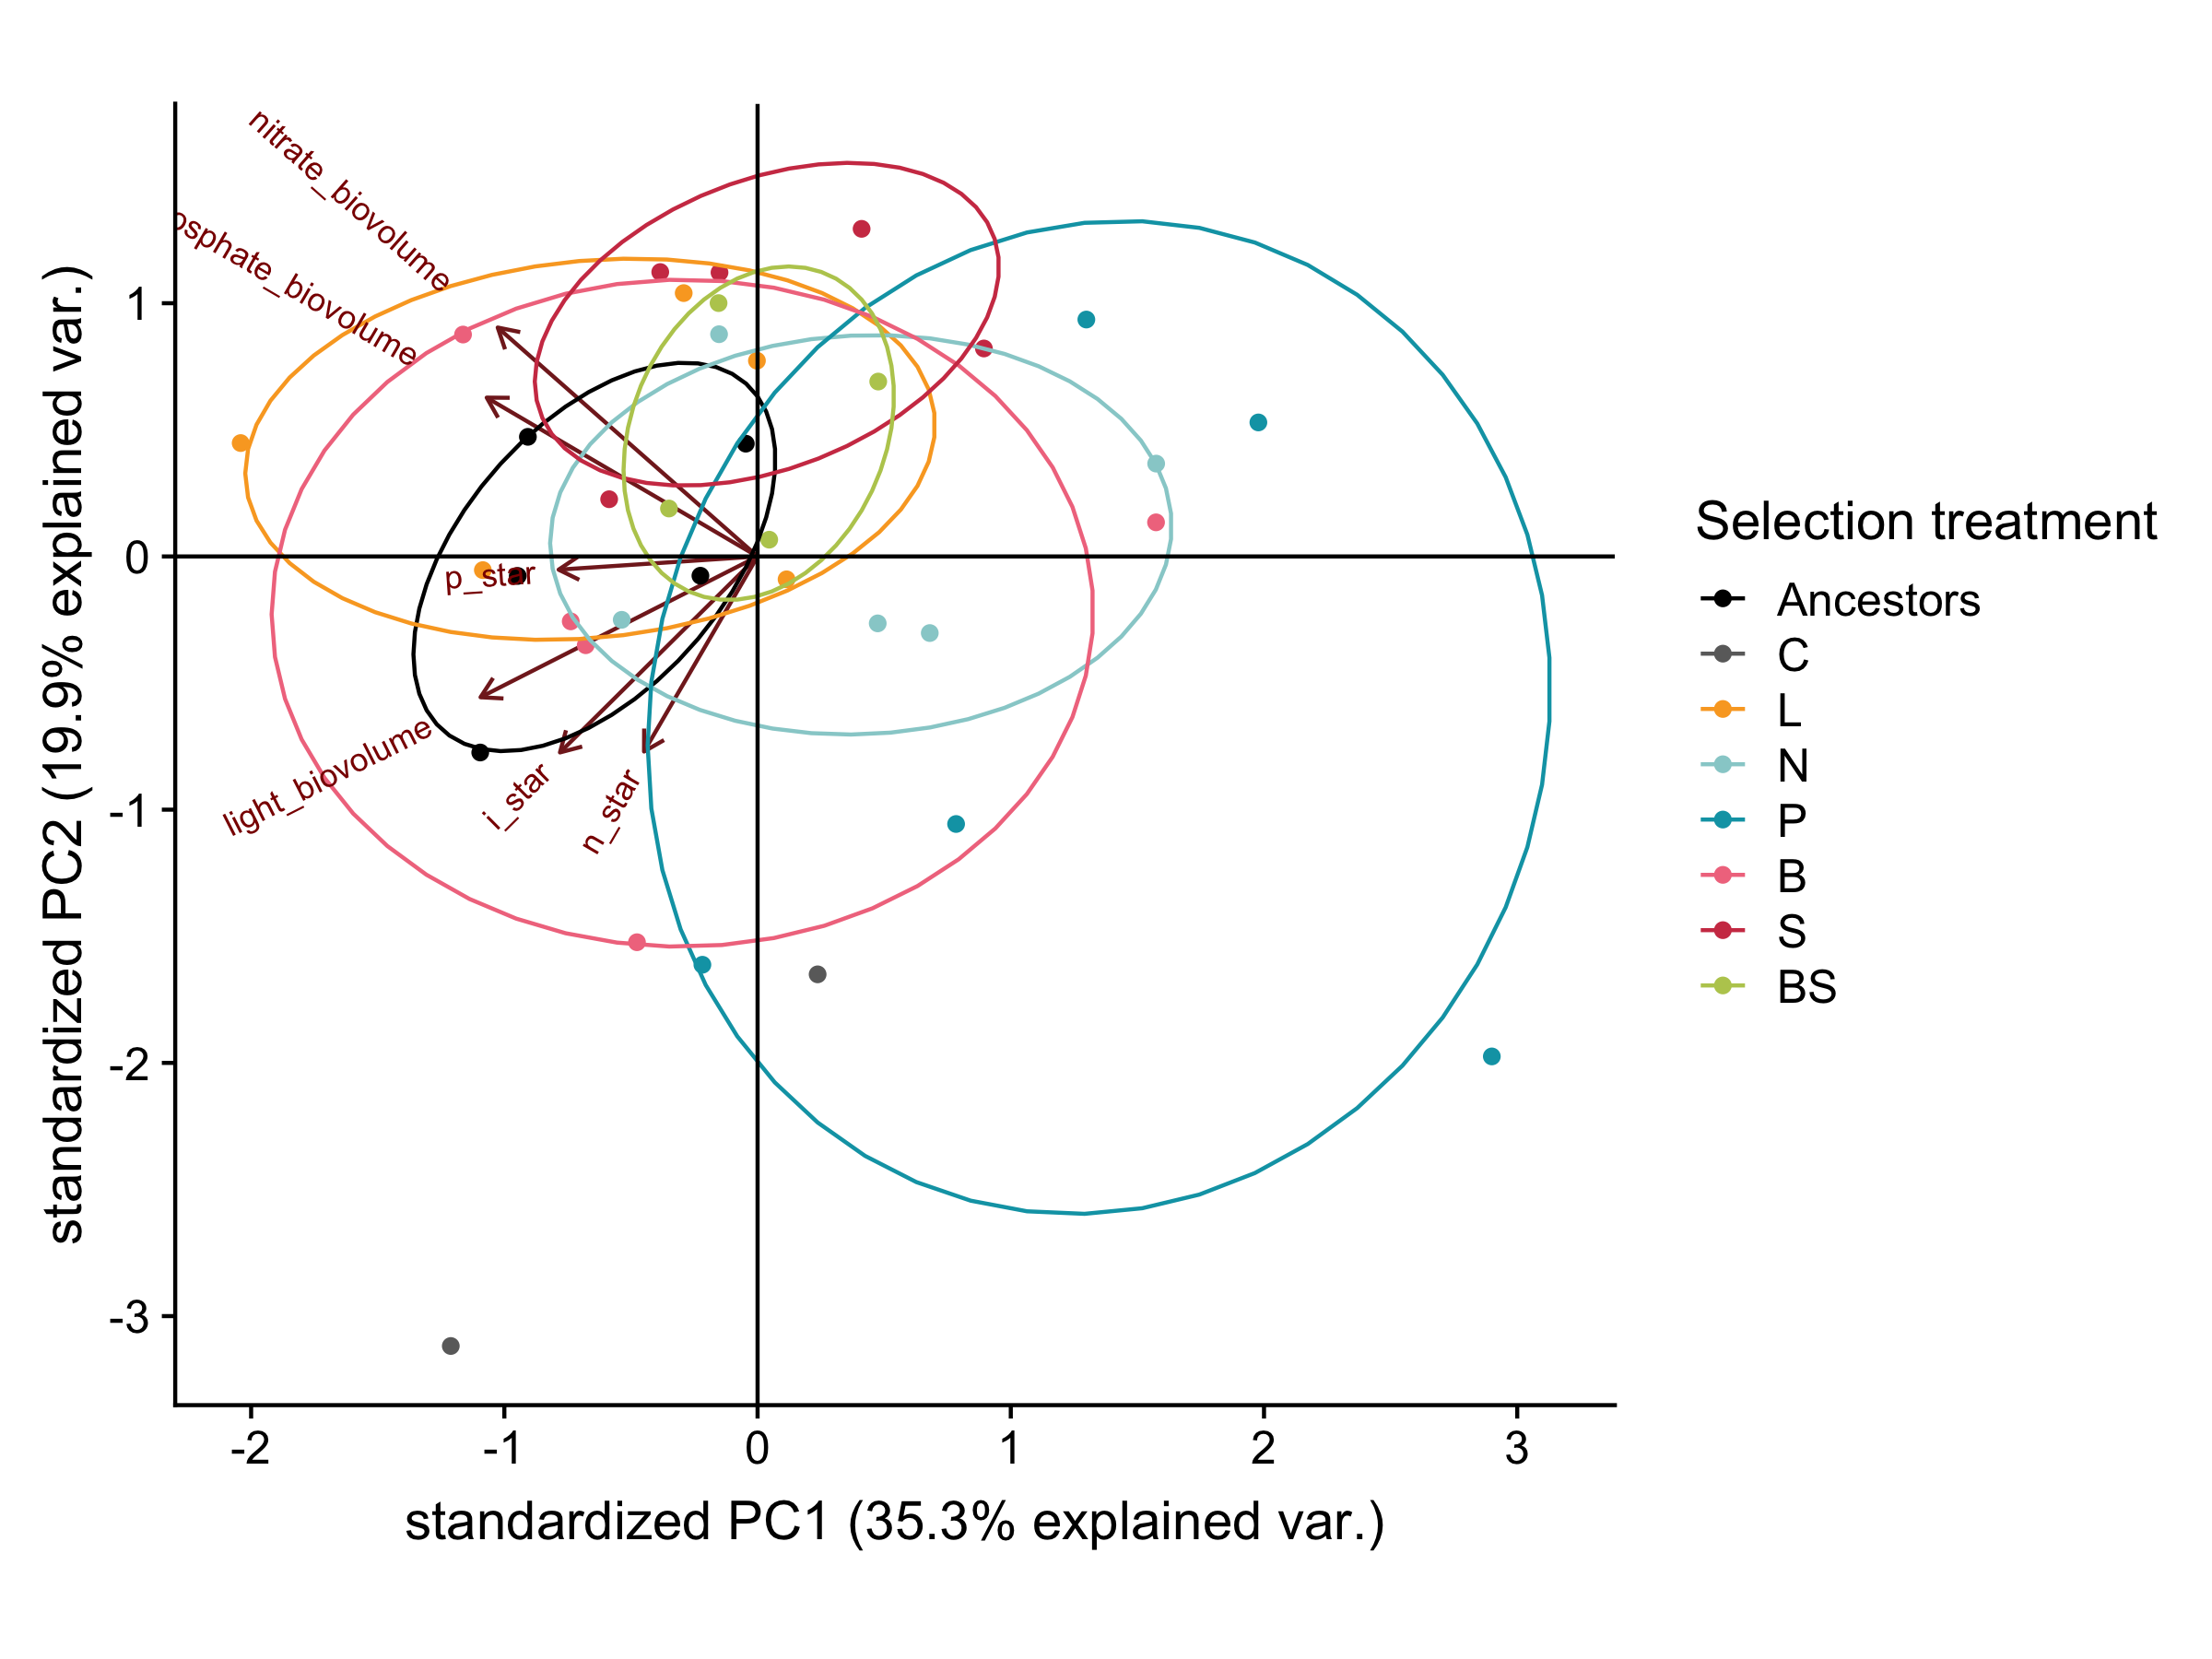 nitrate_biovolume
osphate_biovolume
p_star
light_biovolume
i_star
n_star
1
0
-1
-2
-3
standardized PC2 (19.9% explained var.)
-2
-1
0
1
2
3
standardized PC1 (35.3% explained var.)
Selection treatment
Ancestors
C
L
N
P
B
S
BS